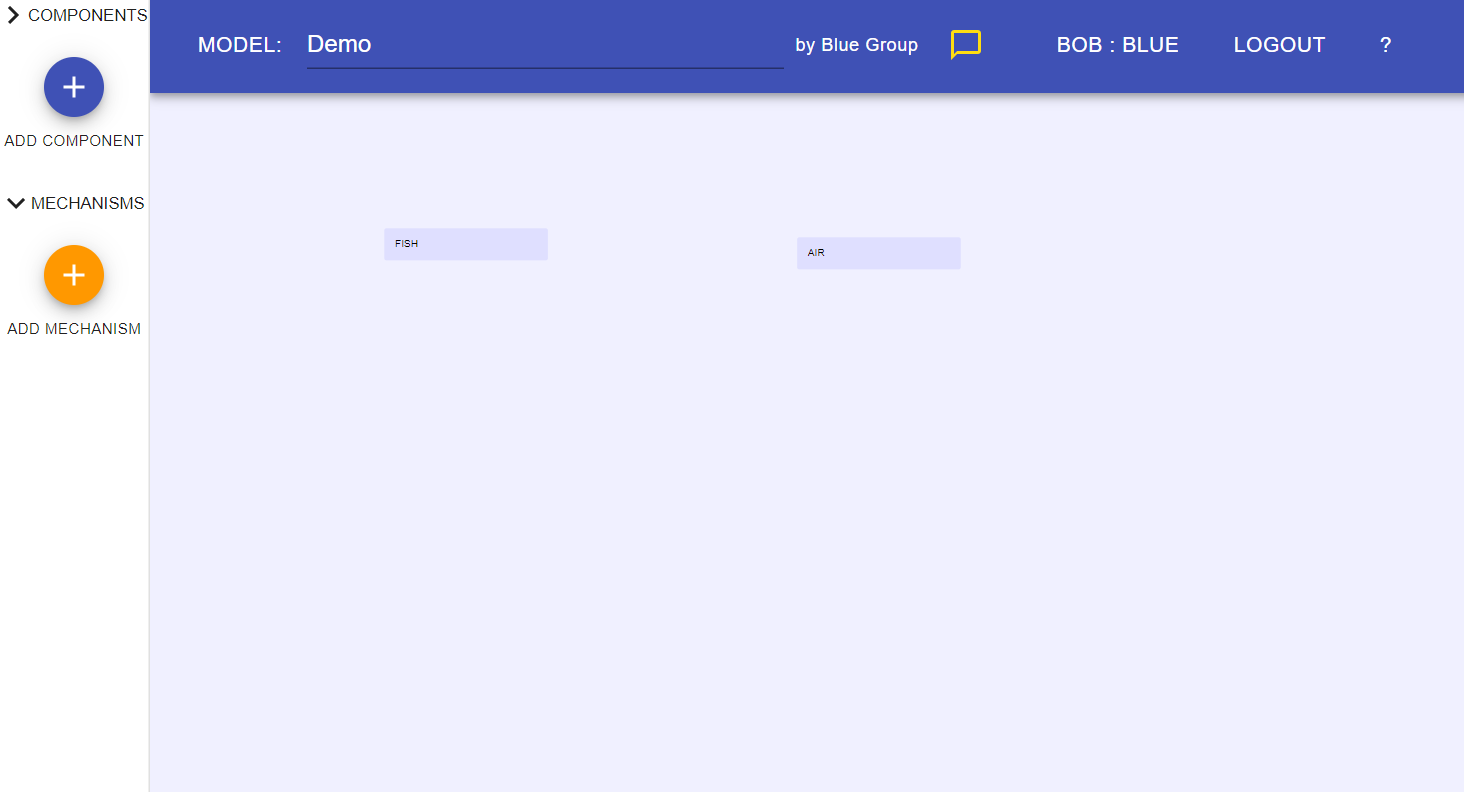 COMPONENTS
ADD COMPONENT
MECHANISMS
ADD MECHANISM
MODEL: Demo by Blue Group BOB : BLUE LOGOUT ?
FISH
AIR